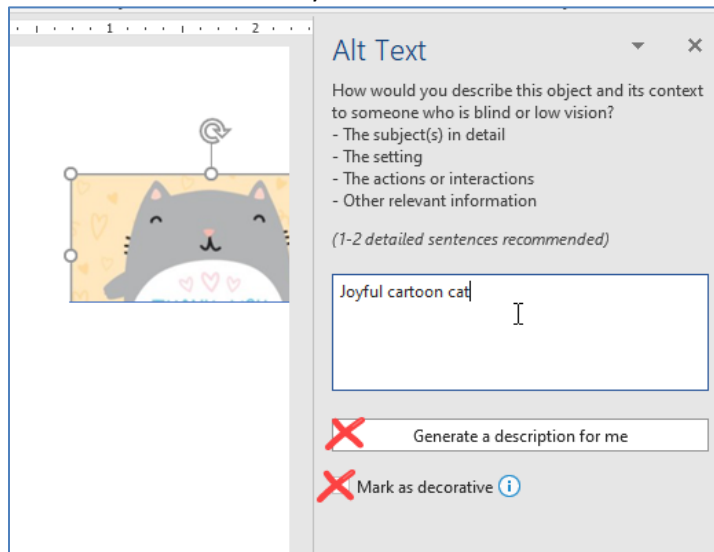 1 2
Alt Text
How would you describe this object and its context
to someone who is blind or low vision?
- The subject(s) in detail
- The setting
- The actions or interactions
- Other relevant information
(1-2 detailed sentences recommended)
Joyful cartoon cat
Generate a description for me
Mark as decorative